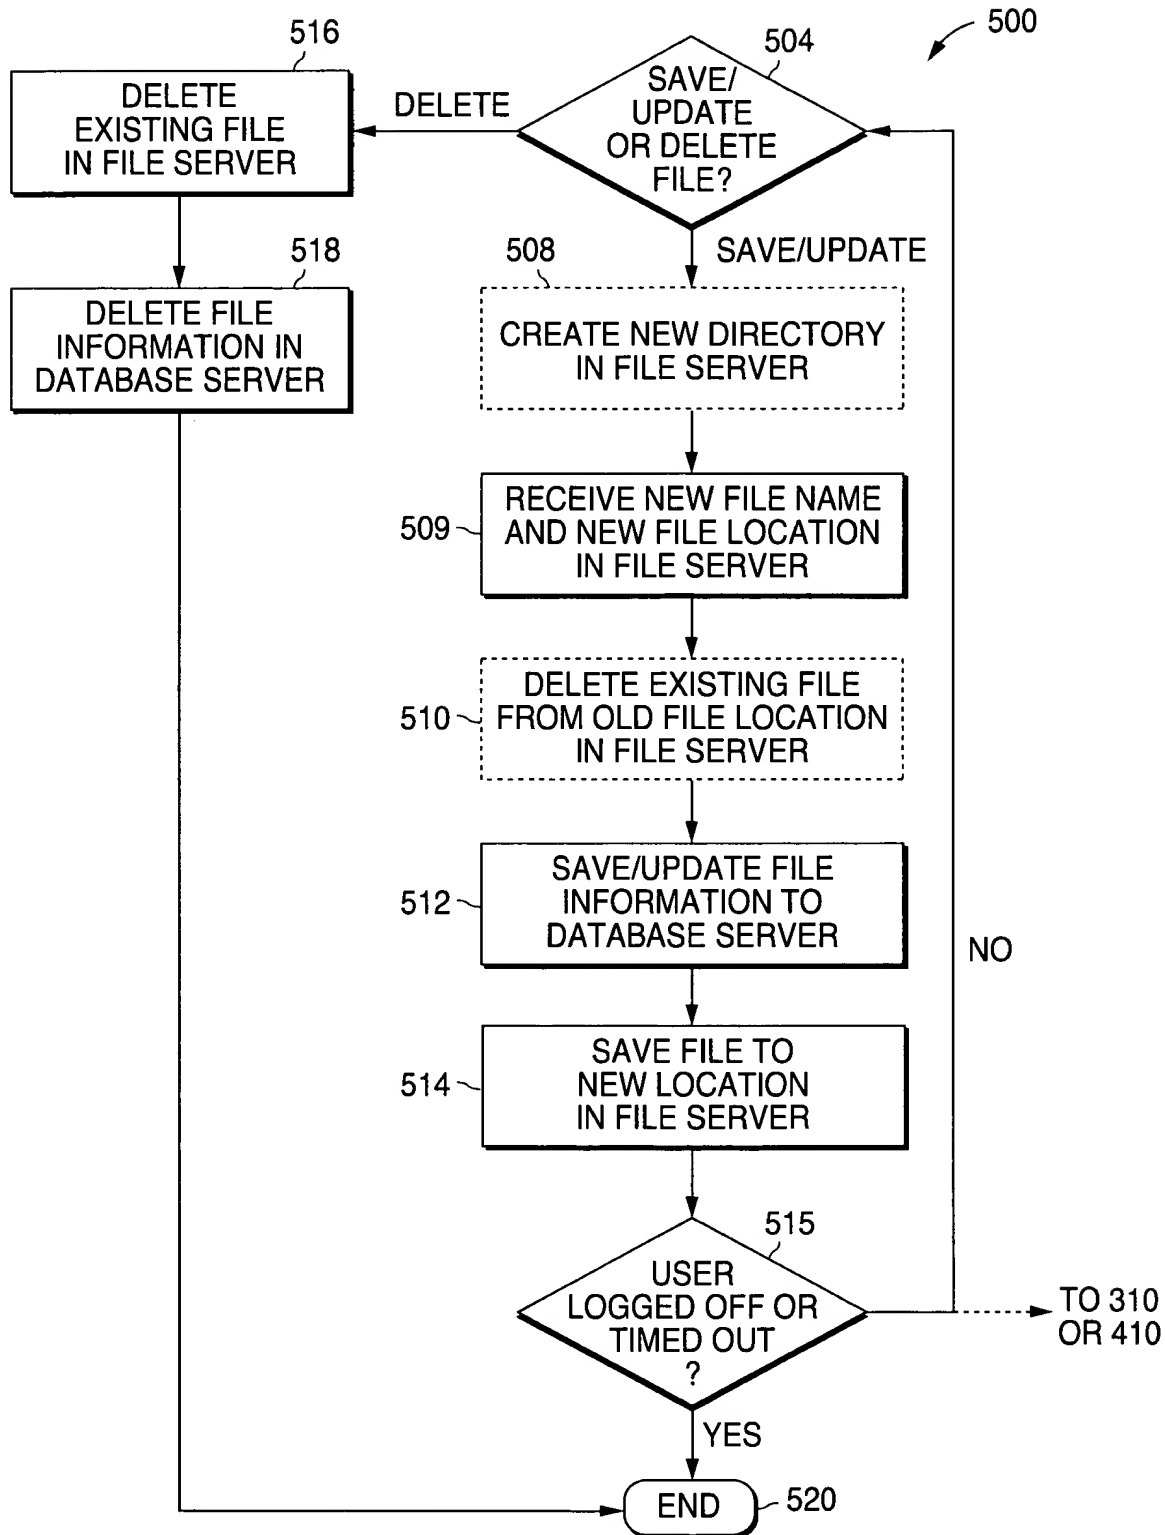 500
504
SAVE/
UPDATE
OR DELETE
FILE?
DELETE
516
DELETE
EXISTING FILE
IN FILE SERVER
518
DELETE FILE
INFORMATION IN
DATABASE SERVER
SAVE/UPDATE
508
CREATE NEW DIRECTORY
IN FILE SERVER
509
RECEIVE NEW FILE NAME
AND NEW FILE LOCATION
IN FILE SERVER
510
DELETE EXISTING FILE
FROM OLD FILE LOCATION
IN FILE SERVER
512
SAVE/UPDATE FILE
INFORMATION TO
DATABASE SERVER
NO
514
SAVE FILE TO
NEW LOCATION
IN FILE SERVER
515
USER
LOGGED OFF OR
TIMED OUT
?
TO 310
OR 410
YES
END
520